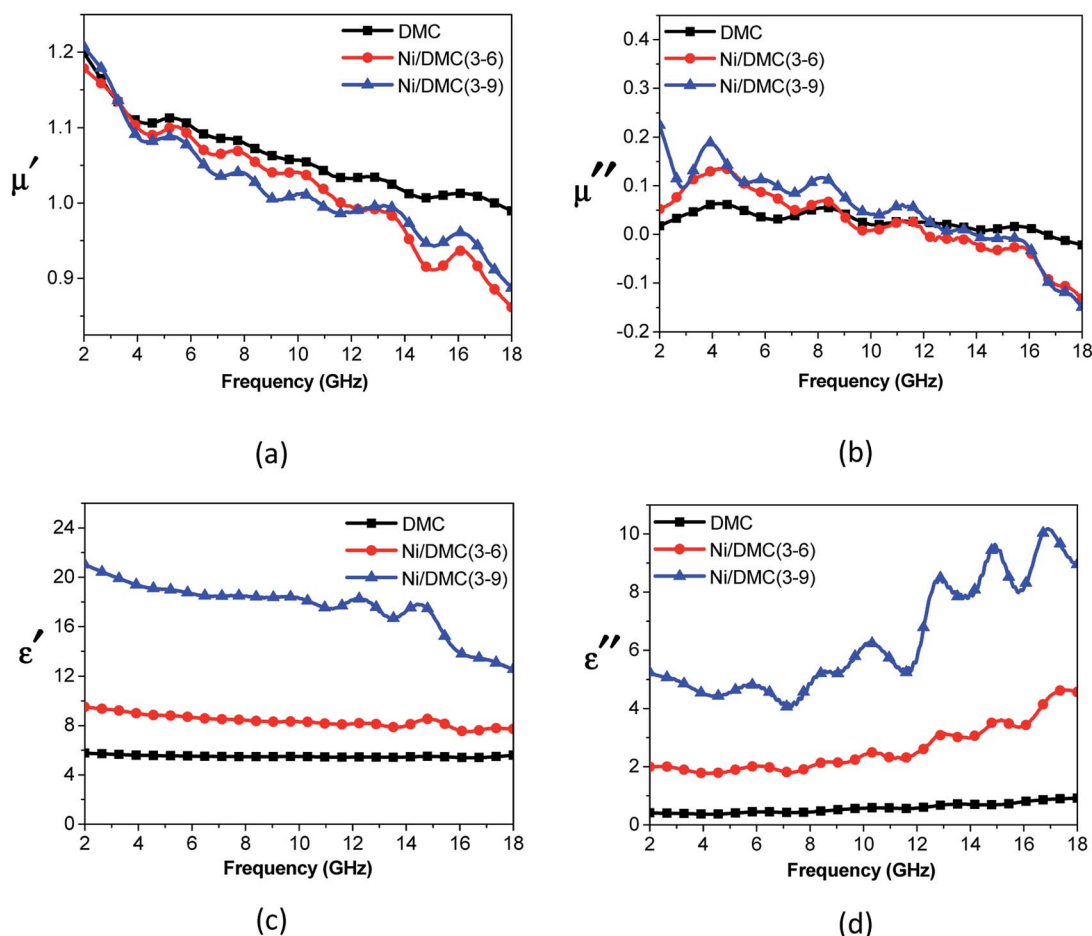 DMC
Ni/DMC(3-6)
Ni/DMC(3-9)
μ′
1.2
1.1
1.0
0.9
2 4 6 8 10 12 14 16 18
Frequency (GHz)
(a)
DMC
Ni/DMC(3-6)
Ni/DMC(3-9)
μ″
0.4
0.3
0.2
0.1
0.0
-0.1
-0.2
2 4 6 8 10 12 14 16 18
Frequency (GHz)
(b)
DMC
Ni/DMC(3-6)
Ni/DMC(3-9)
ε′
24
20
16
12
8
4
0
2 4 6 8 10 12 14 16 18
Frequency (GHz)
(c)
DMC
Ni/DMC(3-6)
Ni/DMC(3-9)
ε″
10
8
6
4
2
0
2 4 6 8 10 12 14 16 18
Frequency (GHz)
(d)